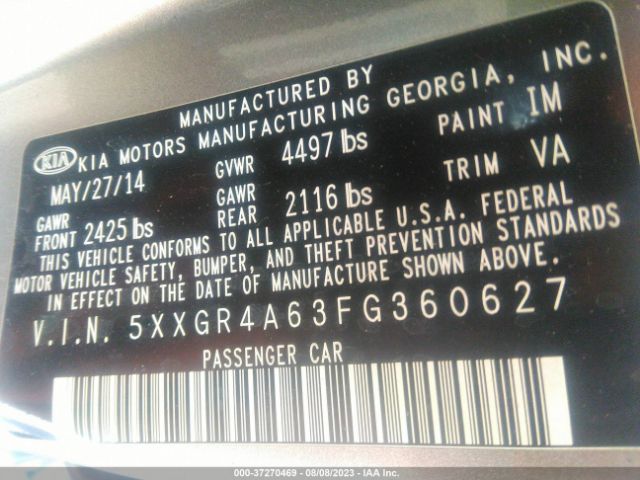 MANUFACTURED BY
KIA KIA MOTORS MANUFACTURING GEORGIA, INC.
MAY/27/14 GVWR 4497 lbs PAINT IM
GAWR FRONT 2425 lbs GAWR REAR 2116 lbs TRIM VA
THIS VEHICLE CONFORMS TO ALL APPLICABLE U.S.A. FEDERAL
MOTOR VEHICLE SAFETY, BUMPER, AND THEFT PREVENTION STANDARDS
IN EFFECT ON THE DATE OF MANUFACTURE SHOWN ABOVE.
V.I.N. 5XXGR4A63FG360627
PASSENGER CAR
000-37270469 - 08/08/2023 - IAA Inc.